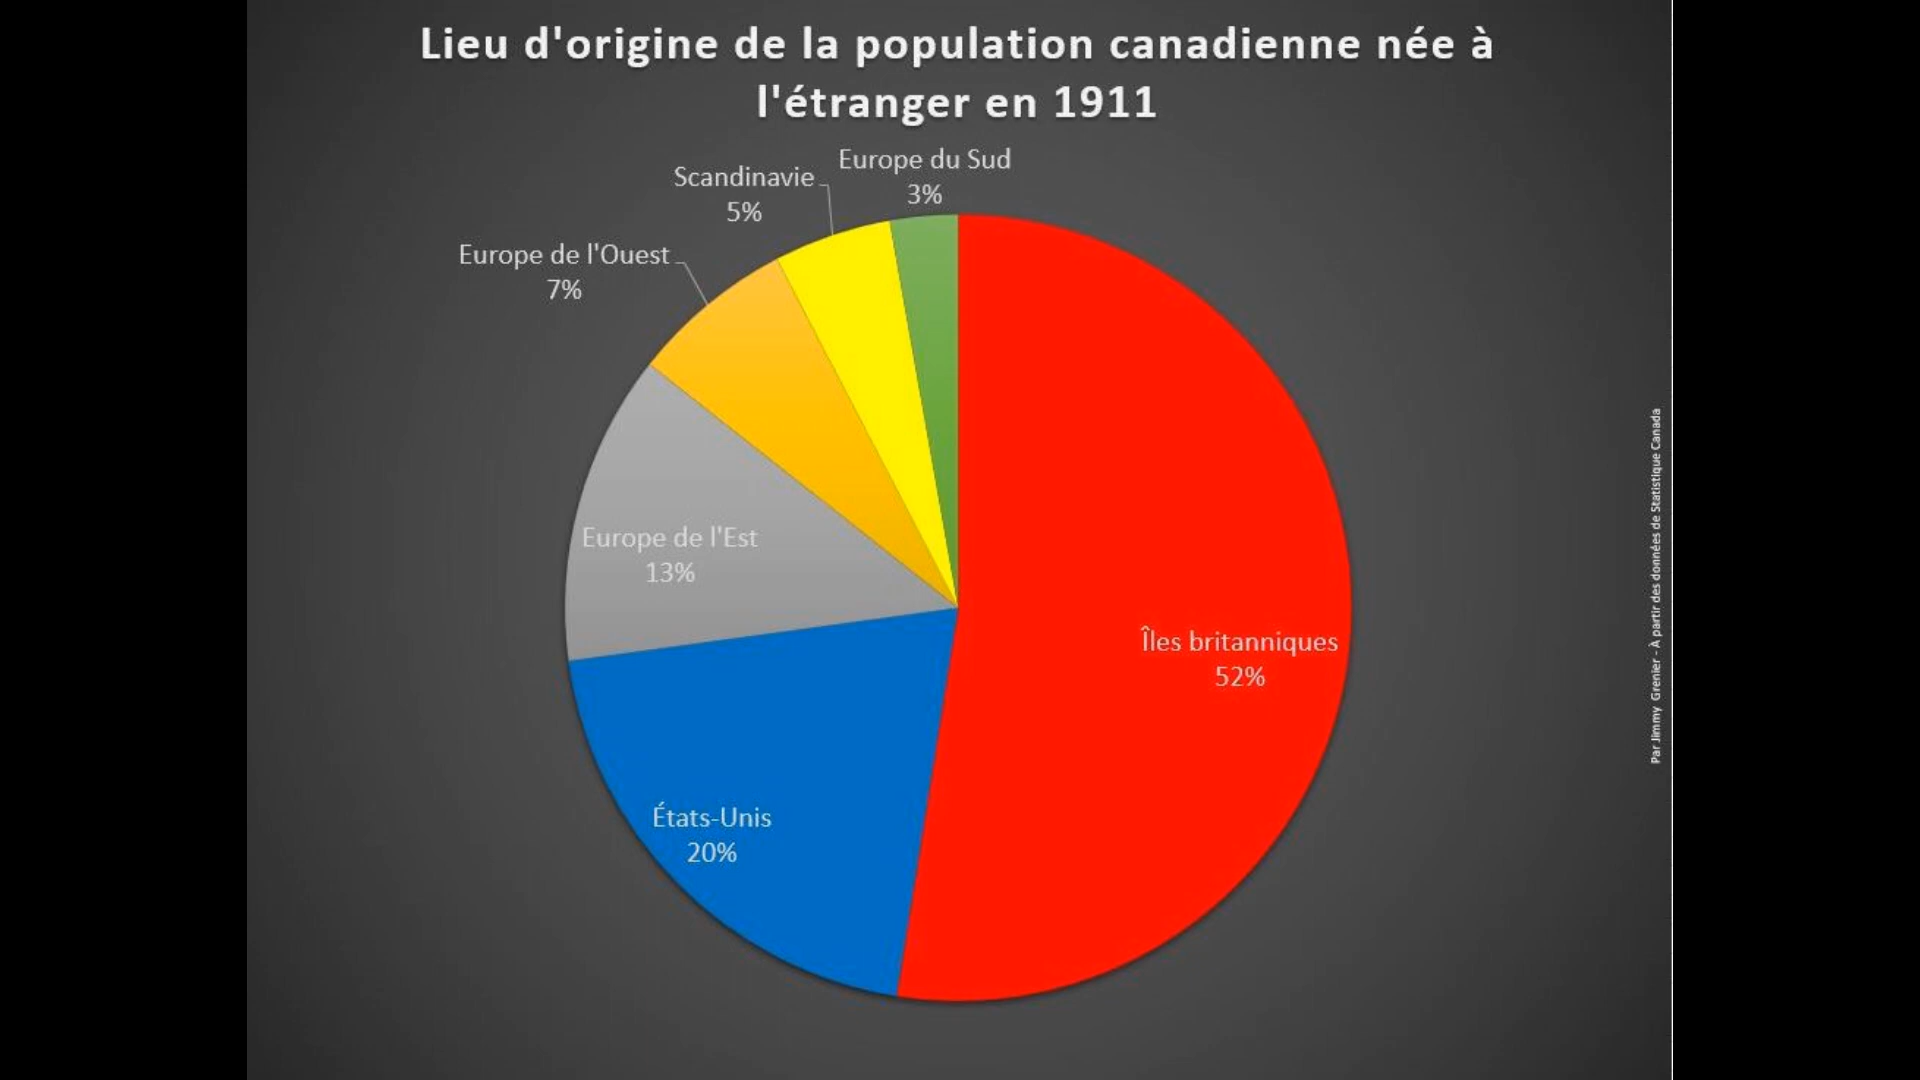 Lieu d'origine de la population canadienne née à
l'étranger en 1911
Europe du Sud
3%
Scandinavie
5%
Europe de l'Ouest
7%
Europe de l'Est
13%
Îles britanniques
52%
États-Unis
20%
Par Jimmy Grenier - À partir des données de Statistique Canada